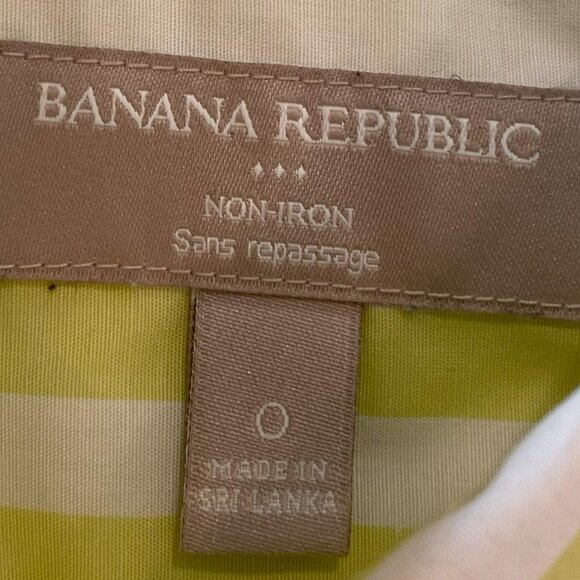 BANANA REPUBLIC
NON-IRON
Sans repassage
0
MADE IN
SRI LANKA